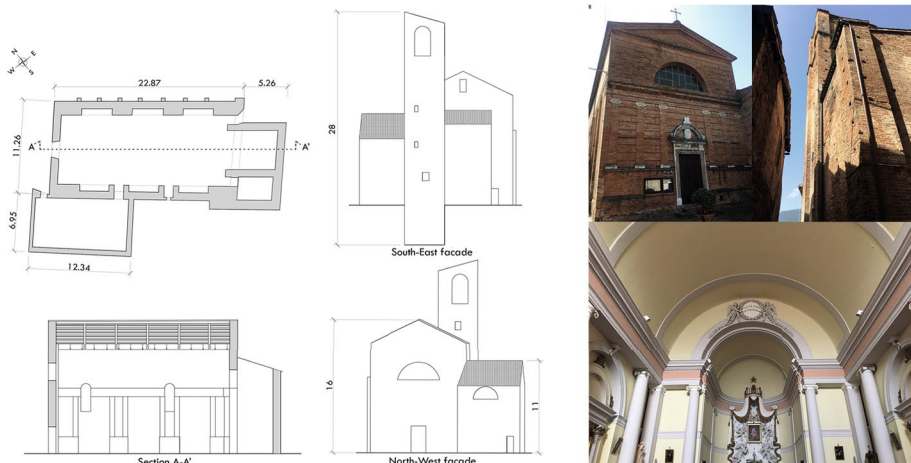 N
E
W
S
22.87
5.26
11.26
A'
A'
6.95
12.34
28
South-East facade
Section A-A'
16
11
North-West facade